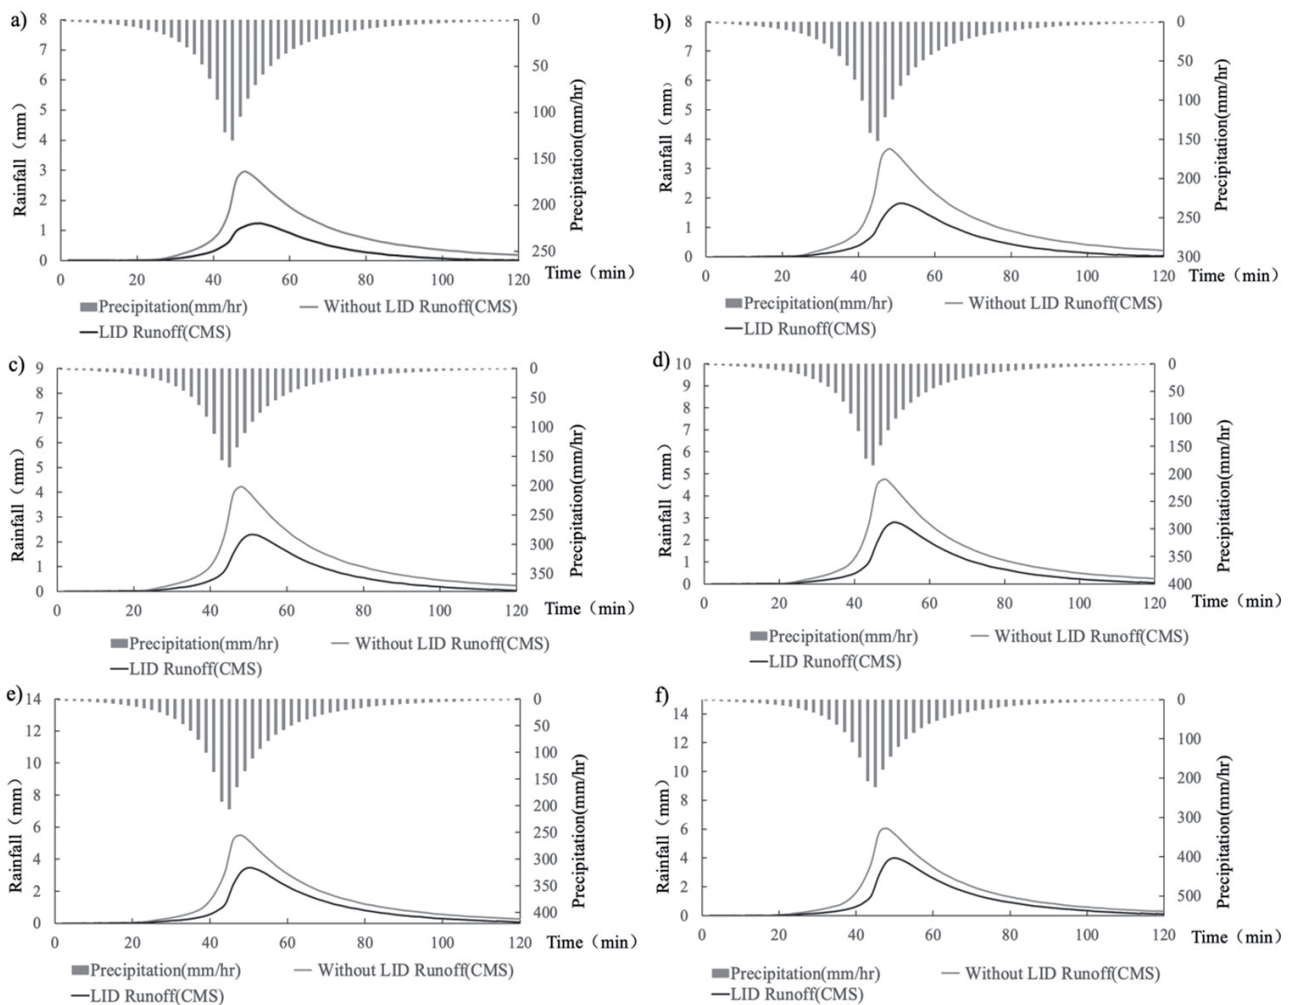 a)
8
7
6
5
4
3
2
1
0
Rainfall（mm）
0
50
100
150
200
250
Precipitation(mm/hr)
0 20 40 60 80 100 120
Time（min）
Precipitation(mm/hr) Without LID Runoff(CMS)
LID Runoff(CMS)
b)
8
7
6
5
4
3
2
1
0
Rainfall（mm）
0
50
100
150
200
250
300
Precipitation(mm/hr)
0 20 40 60 80 100 120
Time（min）
Precipitation(mm/hr) Without LID Runoff(CMS)
LID Runoff(CMS)
c)
9
8
7
6
5
4
3
2
1
0
Rainfall（mm）
0
50
100
150
200
250
300
350
Precipitation(mm/hr)
0 20 40 60 80 100 120
Time（min）
Precipitation(mm/hr) Without LID Runoff(CMS)
LID Runoff(CMS)
d)
10
9
8
7
6
5
4
3
2
1
0
Rainfall（mm）
0
50
100
150
200
250
300
350
400
Precipitation(mm/hr)
0 20 40 60 80 100 120
Time（min）
Precipitation(mm/hr) Without LID Runoff(CMS)
LID Runoff(CMS)
e)
14
12
10
8
6
4
2
0
Rainfall（mm）
0
50
100
150
200
250
300
350
400
Precipitation(mm/hr)
0 20 40 60 80 100 120
Time（min）
Precipitation(mm/hr) Without LID Runoff(CMS)
LID Runoff(CMS)
f)
14
12
10
8
6
4
2
0
Rainfall（mm）
0
100
200
300
400
500
Precipitation(mm/hr)
0 20 40 60 80 100 120
Time（min）
Precipitation(mm/hr) Without LID Runoff(CMS)
LID Runoff(CMS)